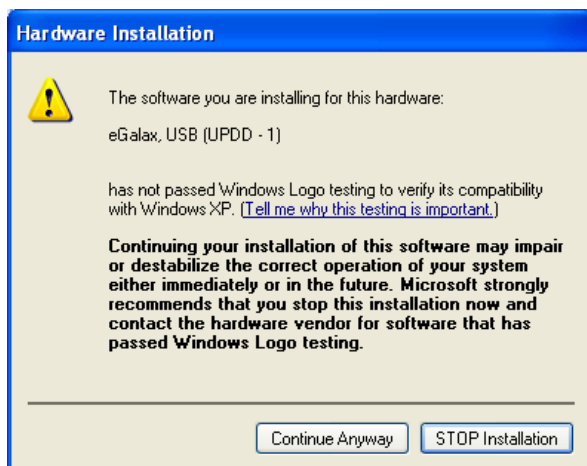 Hardware Installation
The software you are installing for this hardware:
eGalax, USB (UPDD - 1)
has not passed Windows Logo testing to verify its compatibility
with Windows XP. (Tell me why this testing is important.)
Continuing your installation of this software may impair
or destabilize the correct operation of your system
either immediately or in the future. Microsoft strongly
recommends that you stop this installation now and
contact the hardware vendor for software that has
passed Windows Logo testing.
Continue Anyway
STOP Installation